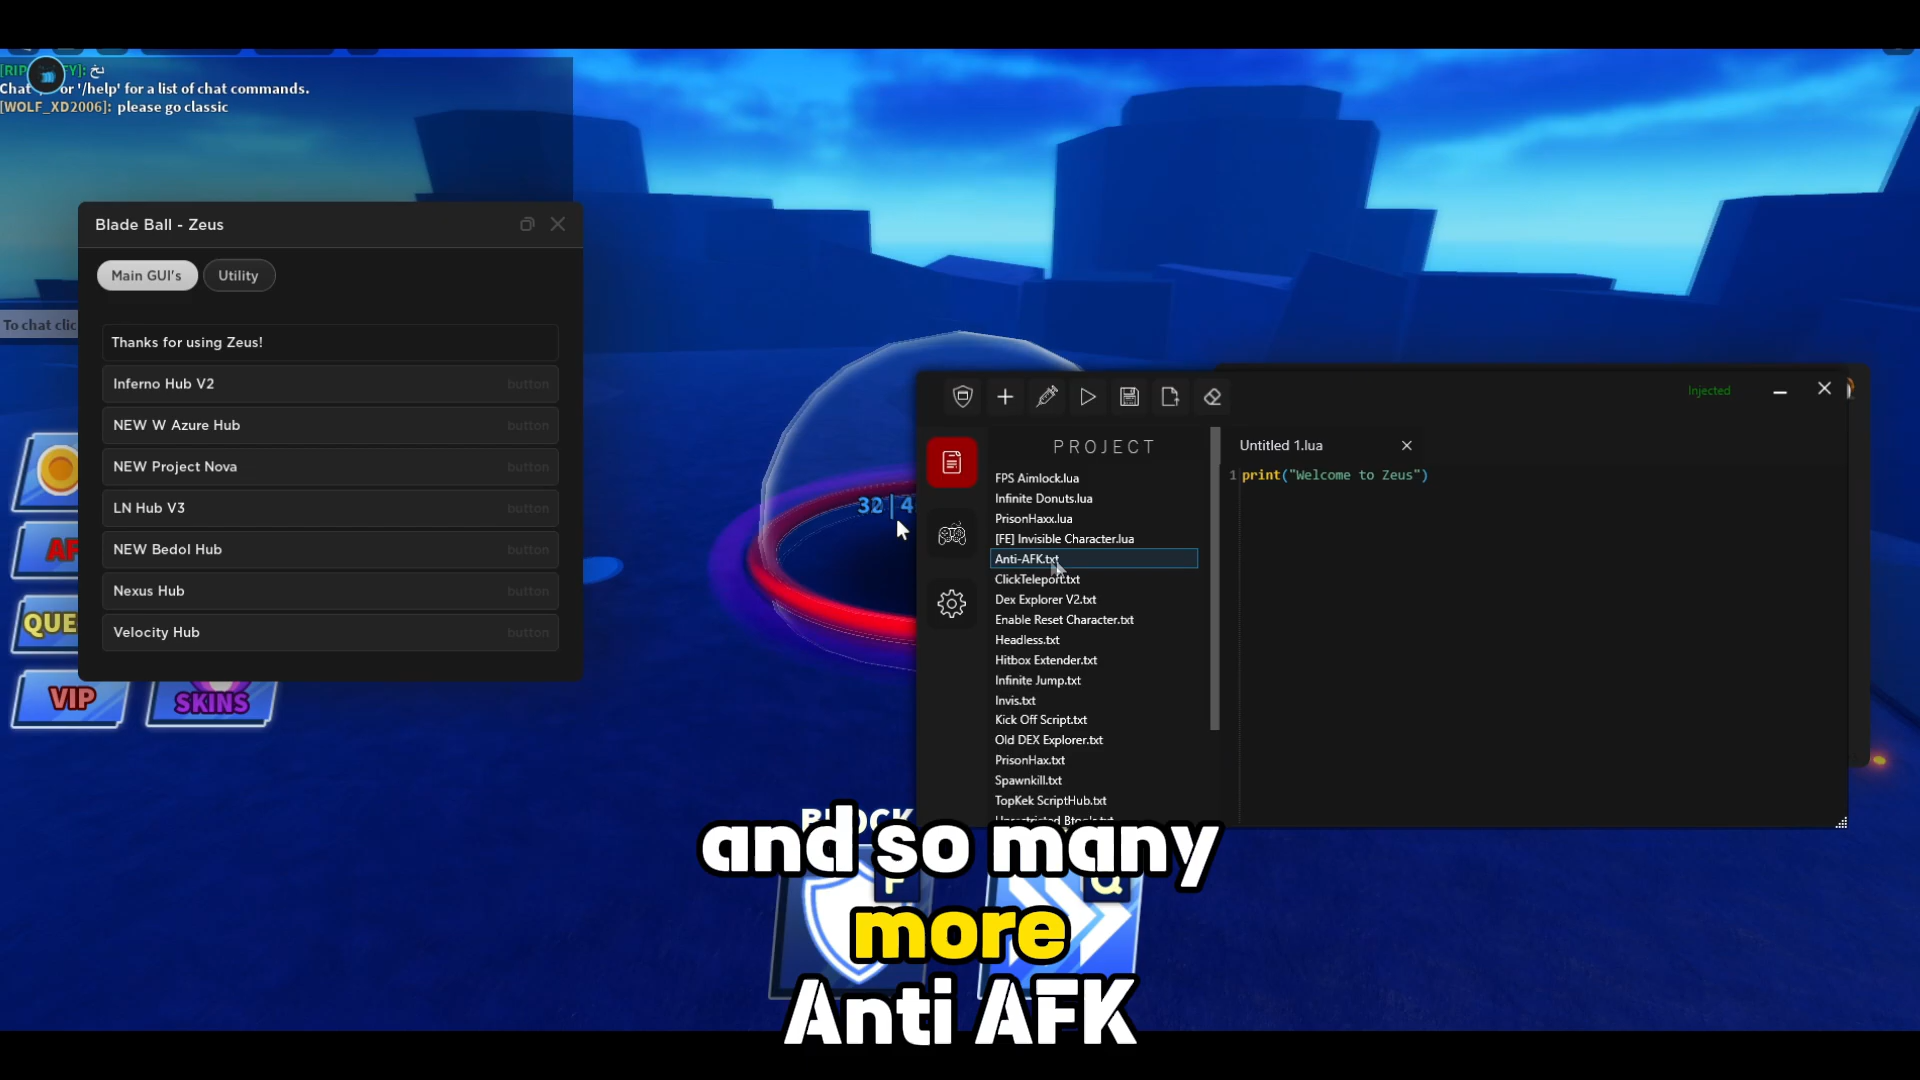 نخ
Chat '/?' or '/help' for a list of chat commands.
[WOLF_XD2006]: please go classic
Blade Ball - Zeus
Main GUI's
Utility
To chat clic
Thanks for using Zeus!
Inferno Hub V2
button
NEW W Azure Hub
button
NEW Project Nova
button
LN Hub V3
button
NEW Bedol Hub
button
Nexus Hub
button
Velocity Hub
button
AF
QUE
VIP
SKINS
Injected
PROJECT
FPS Aimlock.lua
Infinite Donuts.lua
PrisonHaxx.lua
[FE] Invisible Character.lua
Anti-AFK.txt
ClickTeleport.txt
Dex Explorer V2.txt
Enable Reset Character.txt
Headless.txt
Hitbox Extender.txt
Infinite Jump.txt
Invis.txt
Kick Off Script.txt
Old DEX Explorer.txt
PrisonHax.txt
Spawnkill.txt
TopKek ScriptHub.txt
Untitled 1.lua
1 print("Welcome to Zeus")
BLOCK
F
Q
and so many
more
Anti AFK